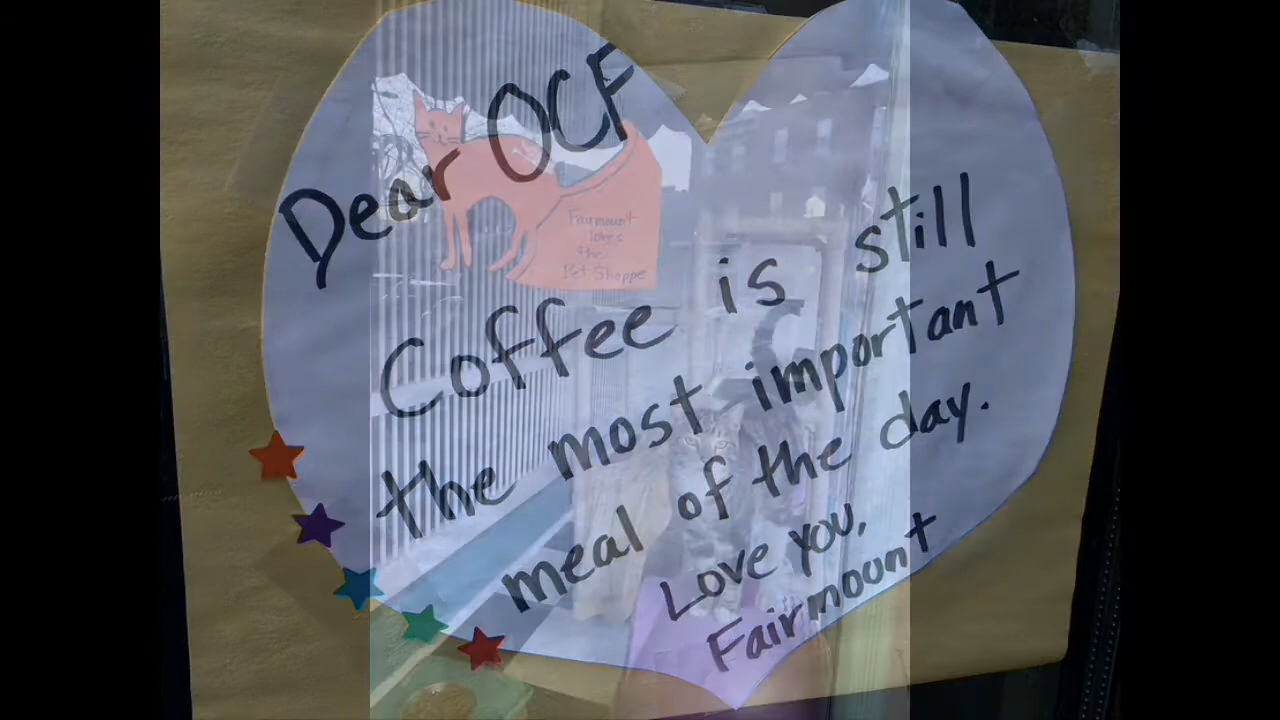 Dear OCF
Coffee is still
the most important
meal of the day.
Love you,
Fairmount
Fairmount
loves
the
Pet Shoppe